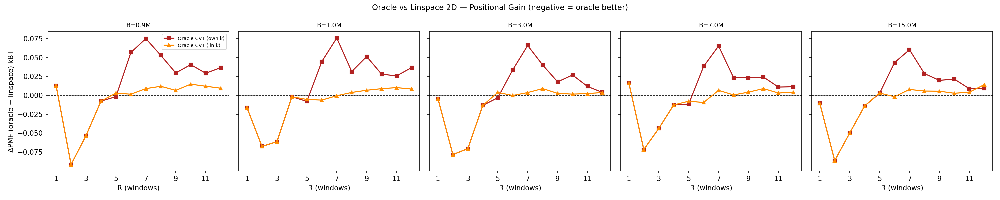 Oracle vs Linspace 2D — Positional Gain (negative = oracle better)
B=0.9M
B=1.0M
B=3.0M
B=7.0M
B=15.0M
ΔPMF (oracle − linspace) kBT
0.075
0.050
0.025
0.000
−0.025
−0.050
−0.075
Oracle CVT (own k)
Oracle CVT (lin k)
1 3 5 7 9 11
1 3 5 7 9 11
1 3 5 7 9 11
1 3 5 7 9 11
1 3 5 7 9 11
R (windows)
R (windows)
R (windows)
R (windows)
R (windows)